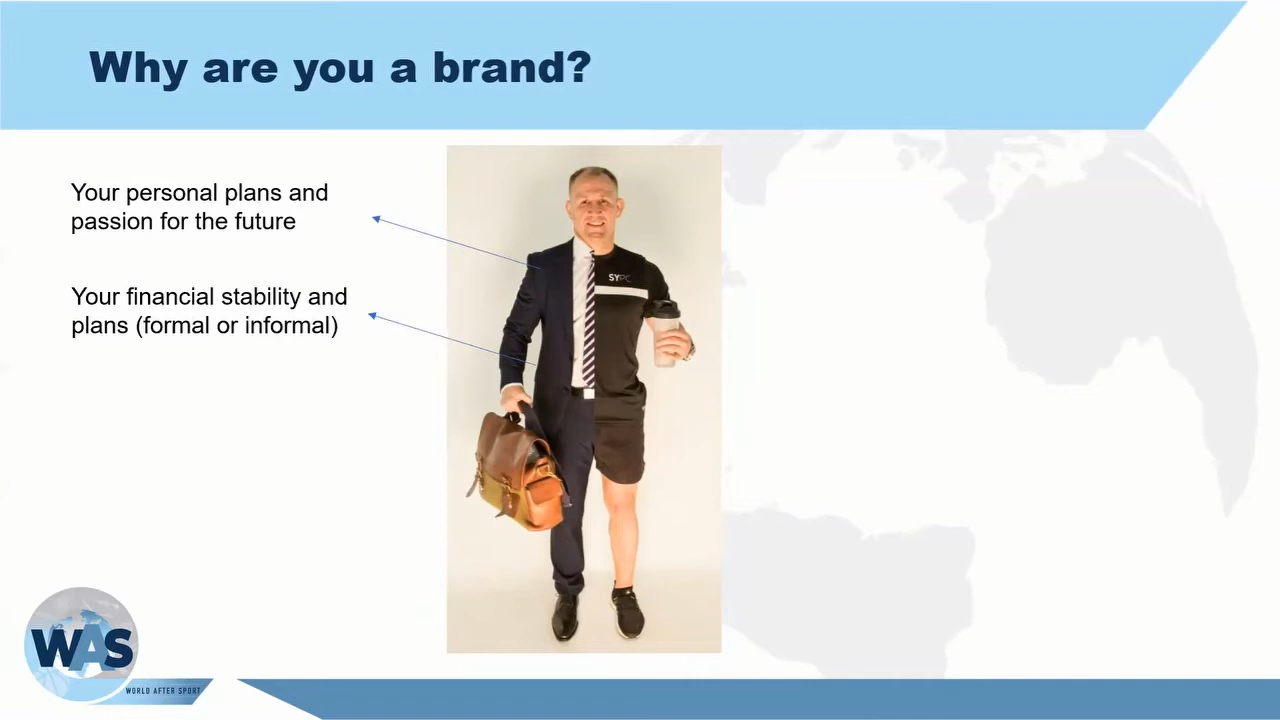 Why are you a brand?
Your personal plans and
passion for the future
Your financial stability and
plans (formal or informal)
WAS
WORLD AFTER SPORT